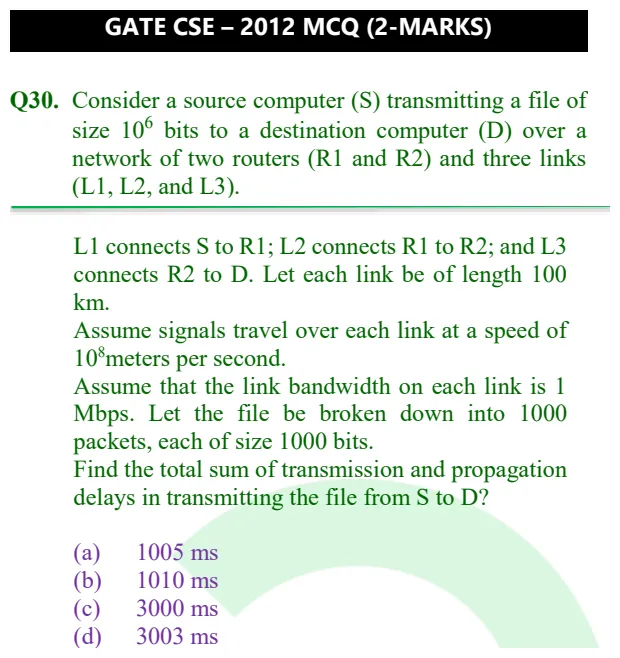 GATE CSE – 2012 MCQ (2-MARKS)
Q30. Consider a source computer (S) transmitting a file of
size 10⁶ bits to a destination computer (D) over a
network of two routers (R1 and R2) and three links
(L1, L2, and L3).
L1 connects S to R1; L2 connects R1 to R2; and L3
connects R2 to D. Let each link be of length 100
km.
Assume signals travel over each link at a speed of
10⁸meters per second.
Assume that the link bandwidth on each link is 1
Mbps. Let the file be broken down into 1000
packets, each of size 1000 bits.
Find the total sum of transmission and propagation
delays in transmitting the file from S to D?
(a) 1005 ms
(b) 1010 ms
(c) 3000 ms
(d) 3003 ms